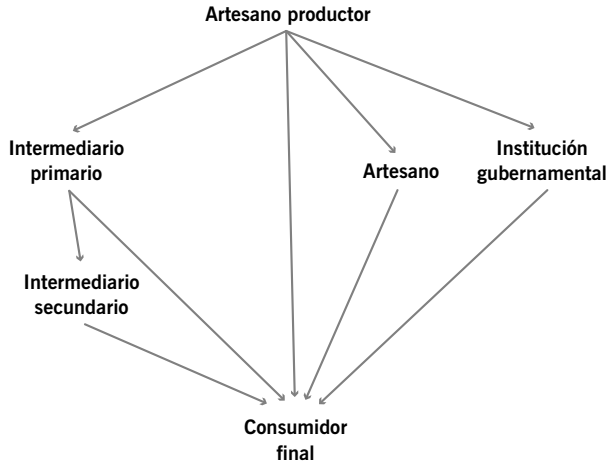 Artesano productor
Intermediario
primario
Artesano
Institución
gubernamental
Intermediario
secundario
Consumidor
final